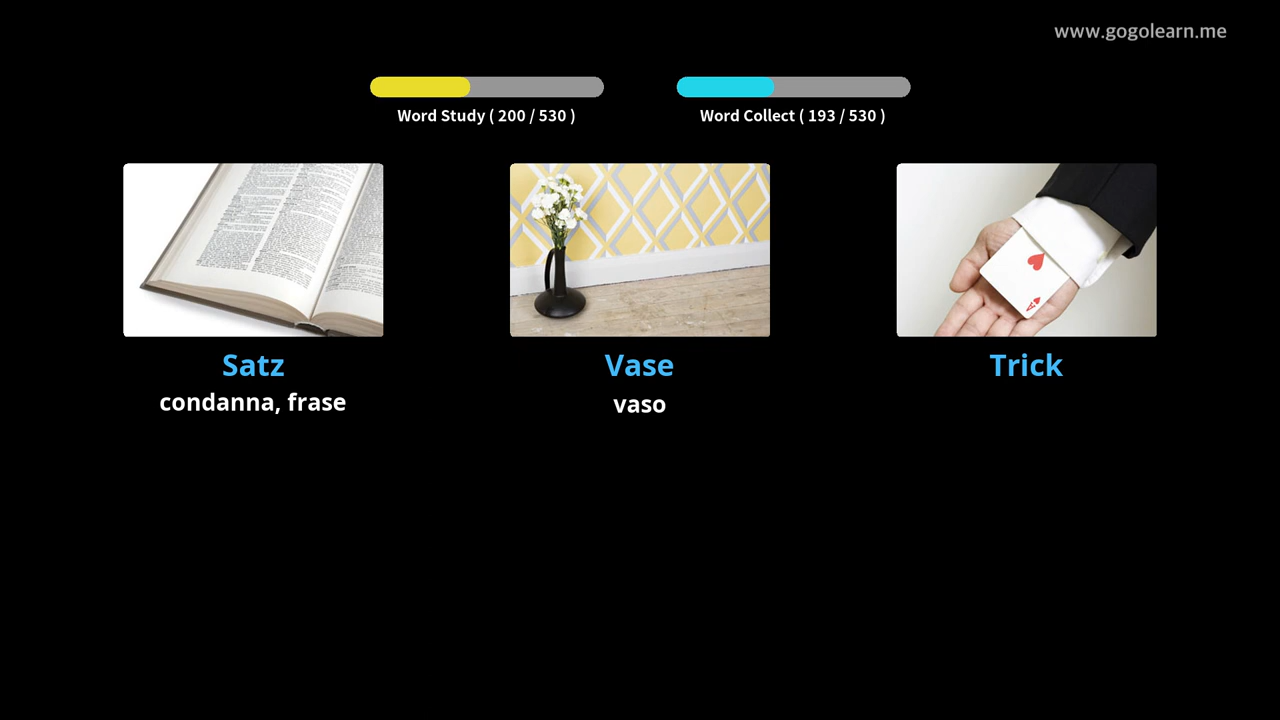 www.gogolearn.me
Word Study ( 200 / 530 )
Word Collect ( 193 / 530 )
Satz
condanna, frase
Vase
vaso
Trick